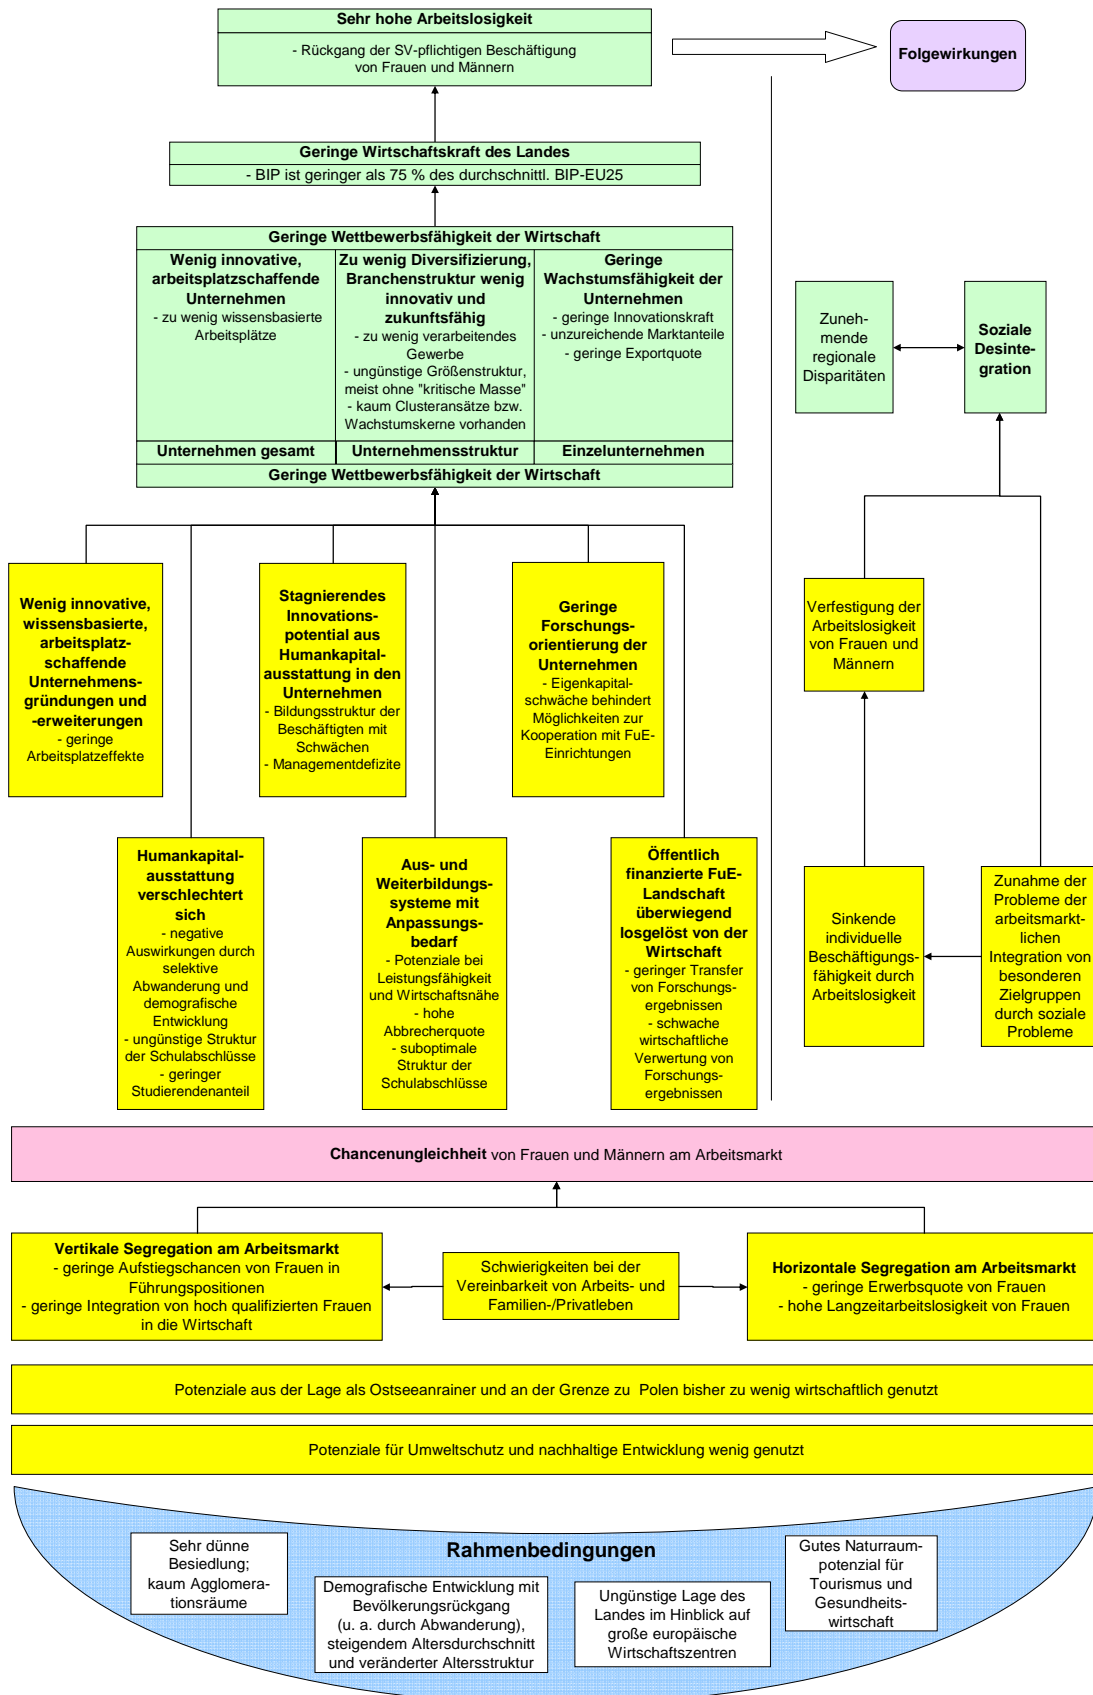 Sehr hohe Arbeitslosigkeit
- Rückgang der SV-pflichtigen Beschäftigung
von Frauen und Männern
Folgewirkungen
Geringe Wirtschaftskraft des Landes
- BIP ist geringer als 75 % des durchschnittl. BIP-EU25
Geringe Wettbewerbsfähigkeit der Wirtschaft
Wenig innovative,
arbeitsplatzschaffende
Unternehmen
- zu wenig wissensbasierte
Arbeitsplätze
Zu wenig Diversifizierung,
Branchenstruktur wenig
innovativ und
zukunftsfähig
- zu wenig verarbeitendes
Gewerbe
- ungünstige Größenstruktur,
meist ohne "kritische Masse"
- kaum Clusteransätze bzw.
Wachstumskerne vorhanden
Geringe
Wachstumsfähigkeit der
Unternehmen
- geringe Innovationskraft
- unzureichende Marktanteile
- geringe Exportquote
Unternehmen gesamt
Unternehmensstruktur
Einzelunternehmen
Geringe Wettbewerbsfähigkeit der Wirtschaft
Zuneh-
mende
regionale
Disparitäten
Soziale
Desinte-
gration
Wenig innovative,
wissensbasierte,
arbeitsplatz-
schaffende
Unternehmens-
gründungen und
-erweiterungen
- geringe
Arbeitsplatzeffekte
Stagnierendes
Innovations-
potential aus
Humankapital-
ausstattung in den
Unternehmen
- Bildungsstruktur der
Beschäftigten mit
Schwächen
- Managementdefizite
Geringe
Forschungs-
orientierung der
Unternehmen
- Eigenkapital-
schwäche behindert
Möglichkeiten zur
Kooperation mit FuE-
Einrichtungen
Verfestigung der
Arbeitslosigkeit
von Frauen und
Männern
Humankapital-
ausstattung
verschlechtert
sich
- negative
Auswirkungen durch
selektive
Abwanderung und
demografische
Entwicklung
- ungünstige Struktur
der Schulabschlüsse
- geringer
Studierendenanteil
Aus- und
Weiterbildungs-
systeme mit
Anpassungs-
bedarf
- Potenziale bei
Leistungsfähigkeit
und Wirtschaftsnähe
- hohe
Abbrecherquote
- suboptimale
Struktur der
Schulabschlüsse
Öffentlich
finanzierte FuE-
Landschaft
überwiegend
losgelöst von der
Wirtschaft
- geringer Transfer
von Forschungs-
ergebnissen
- schwache
wirtschaftliche
Verwertung von
Forschungs-
ergebnissen
Sinkende
individuelle
Beschäftigungs-
fähigkeit durch
Arbeitslosigkeit
Zunahme der
Probleme der
arbeitsmarkt-
lichen
Integration von
besonderen
Zielgruppen
durch soziale
Probleme
Chancenungleichheit von Frauen und Männern am Arbeitsmarkt
Vertikale Segregation am Arbeitsmarkt
- geringe Aufstiegschancen von Frauen in
Führungspositionen
- geringe Integration von hoch qualifizierten Frauen
in die Wirtschaft
Schwierigkeiten bei der
Vereinbarkeit von Arbeits- und
Familien-/Privatleben
Horizontale Segregation am Arbeitsmarkt
- geringe Erwerbsquote von Frauen
- hohe Langzeitarbeitslosigkeit von Frauen
Potenziale aus der Lage als Ostseeanrainer und an der Grenze zu Polen bisher zu wenig wirtschaftlich genutzt
Potenziale für Umweltschutz und nachhaltige Entwicklung wenig genutzt
Rahmenbedingungen
Sehr dünne
Besiedlung;
kaum Agglomera-
tionsräume
Demografische Entwicklung mit
Bevölkerungsrückgang
(u. a. durch Abwanderung),
steigendem Altersdurchschnitt
und veränderter Altersstruktur
Ungünstige Lage des
Landes im Hinblick auf
große europäische
Wirtschaftszentren
Gutes Naturraum-
potenzial für
Tourismus und
Gesundheits-
wirtschaft